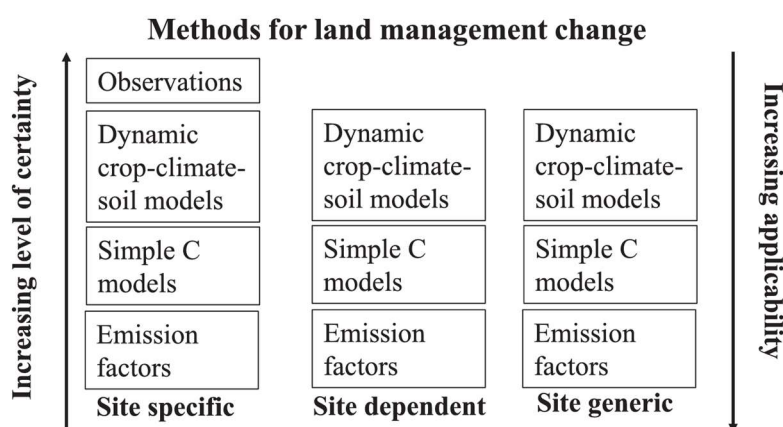 Methods for land management change
Increasing level of certainty
Observations
Dynamic
crop-climate-
soil models
Simple C
models
Emission
factors
Site specific
Dynamic
crop-climate-
soil models
Simple C
models
Emission
factors
Site dependent
Dynamic
crop-climate-
soil models
Simple C
models
Emission
factors
Site generic
Increasing applicability